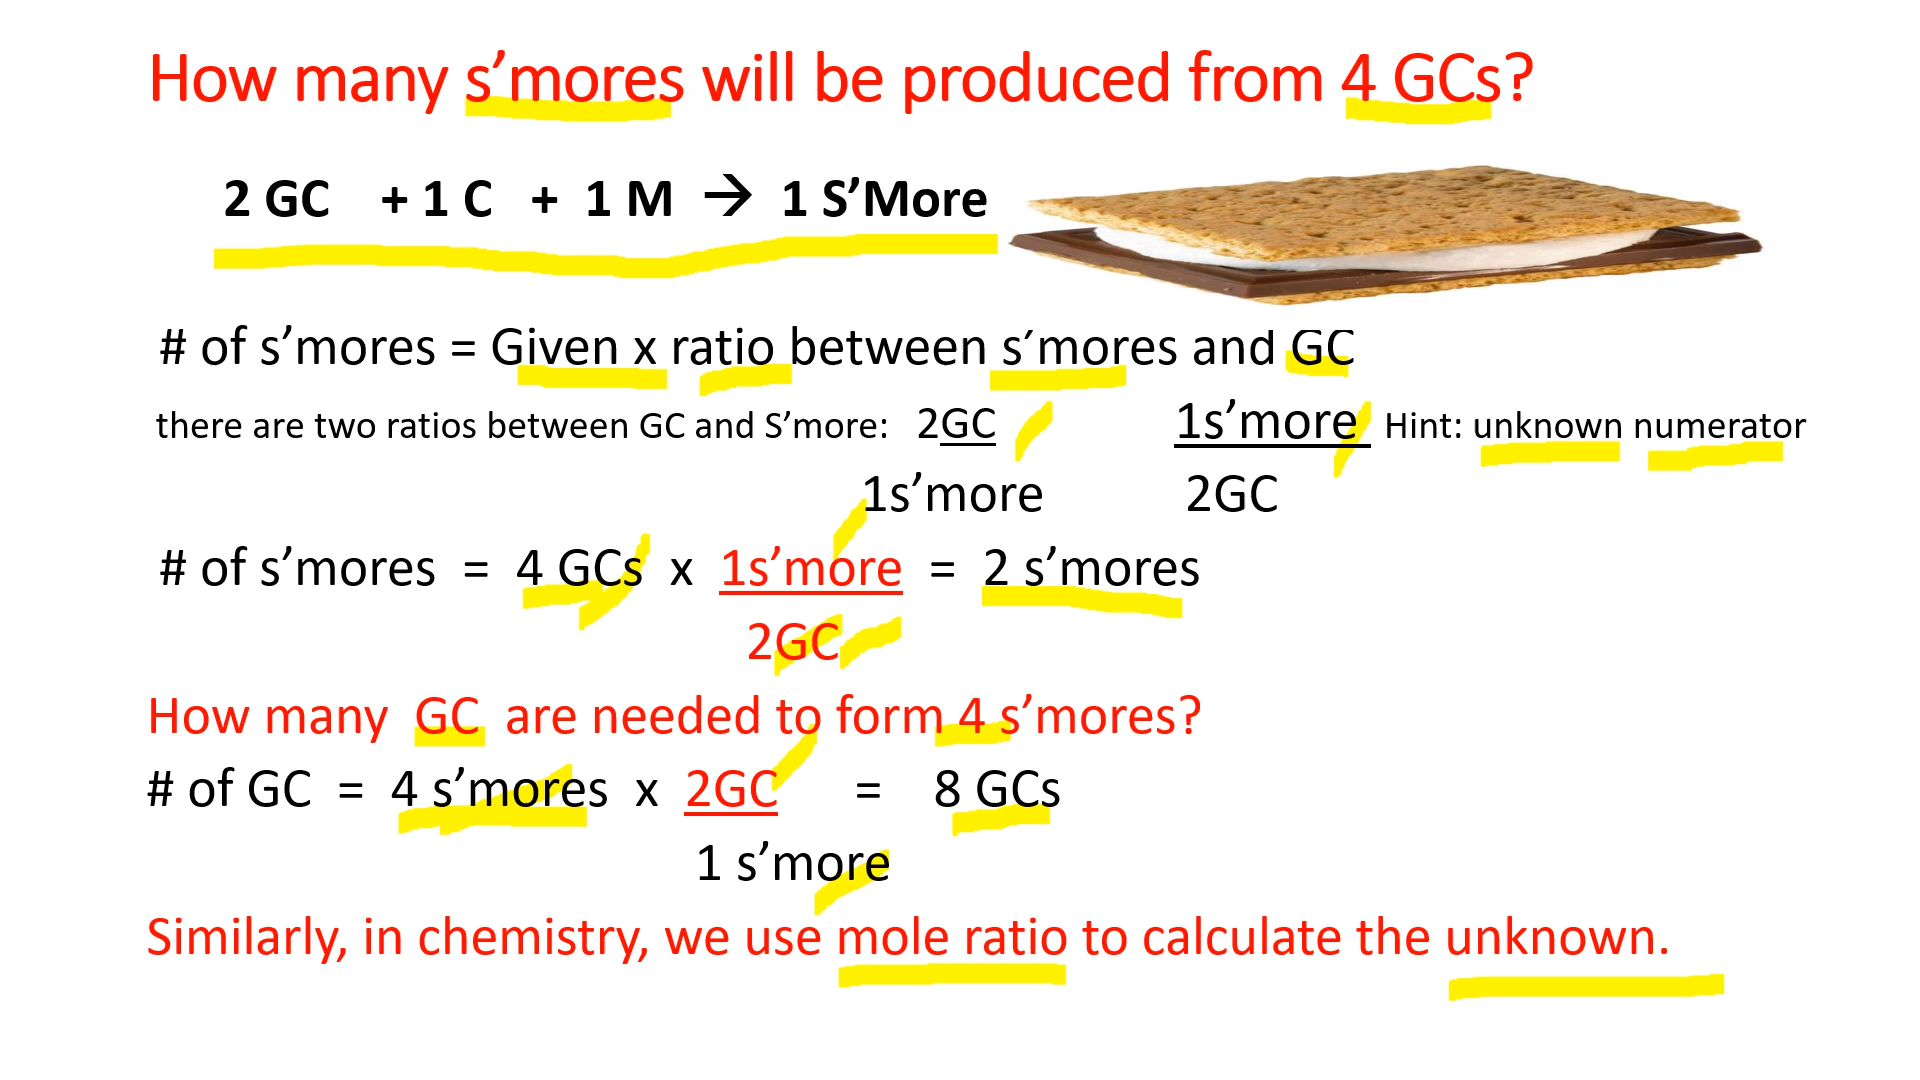 How many s’mores will be produced from 4 GCs?
2 GC + 1 C + 1 M → 1 S’More
# of s’mores = Given x ratio between s’mores and GC
there are two ratios between GC and S’more: 2GC 1s’more Hint: unknown numerator
1s’more 2GC
# of s’mores = 4 GCs x 1s’more = 2 s’mores
2GC
How many GC are needed to form 4 s’mores?
# of GC = 4 s’mores x 2GC = 8 GCs
1 s’more
Similarly, in chemistry, we use mole ratio to calculate the unknown.